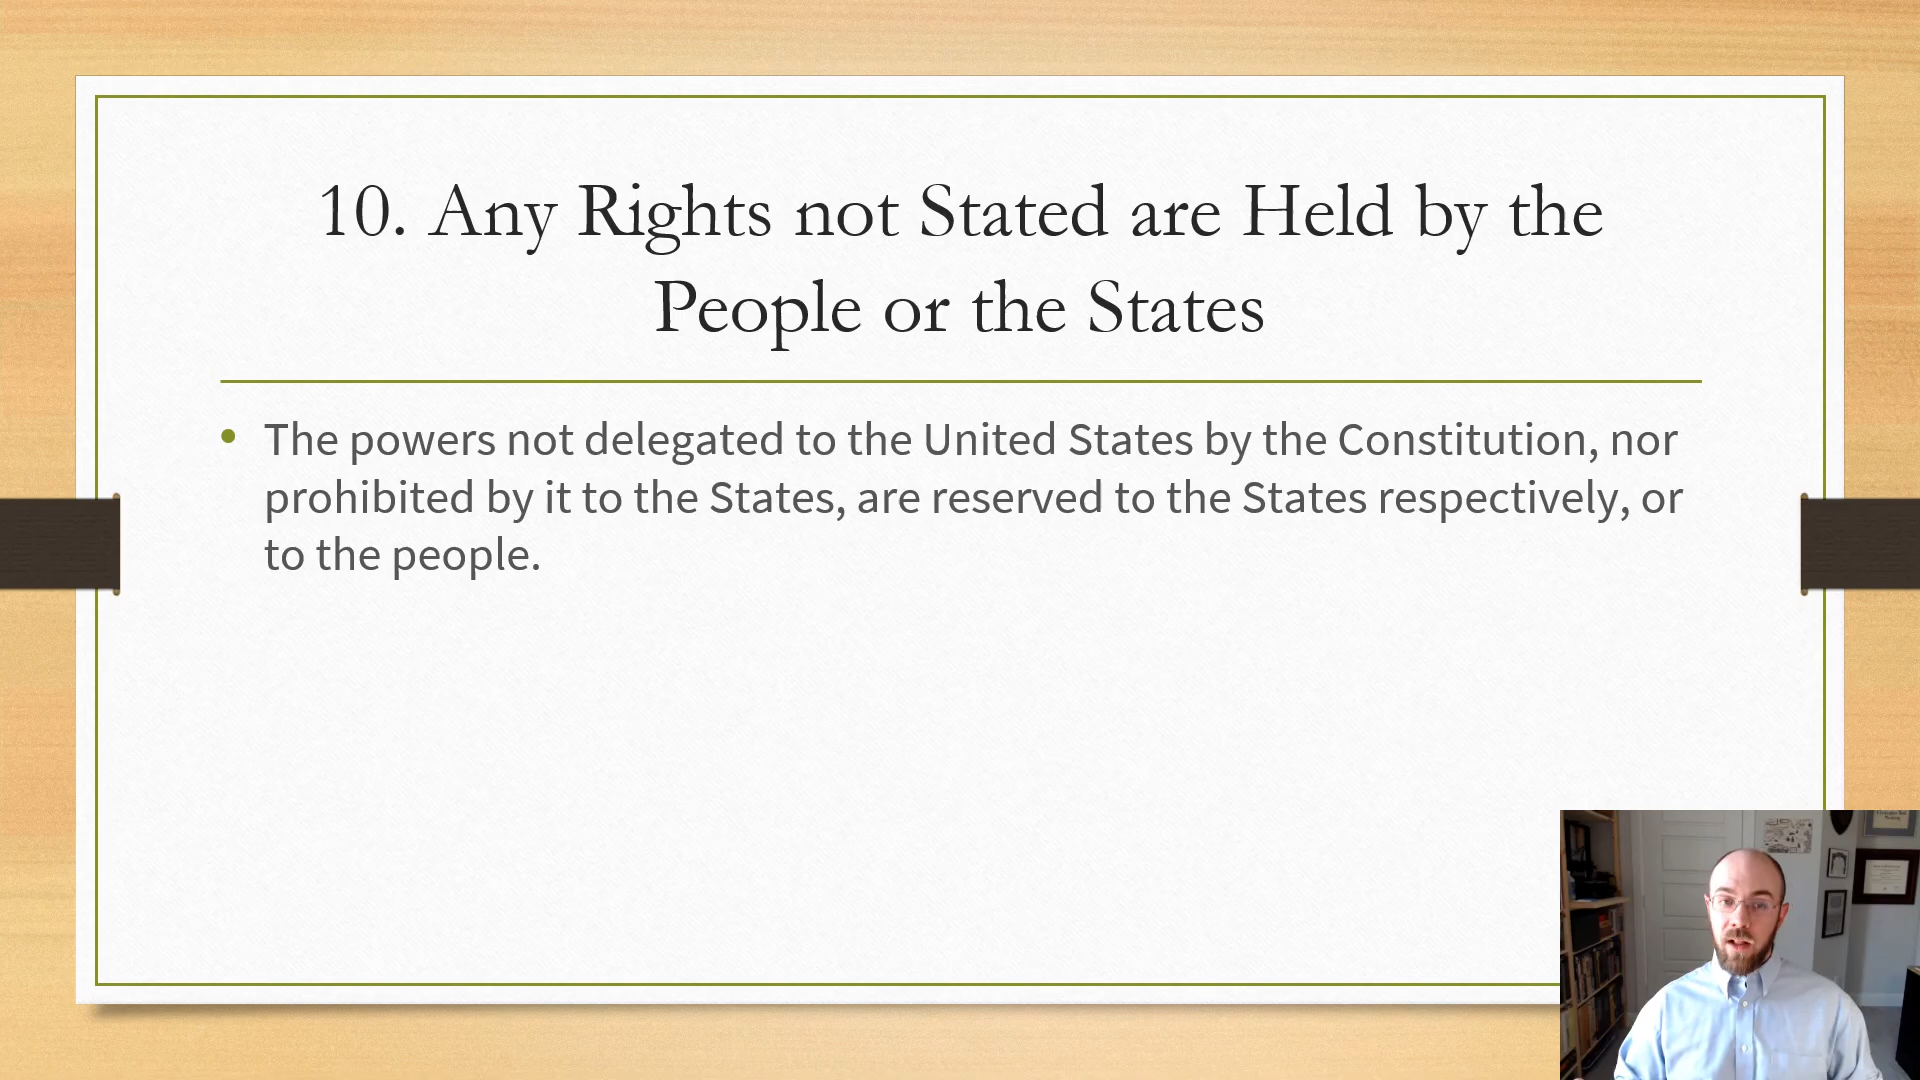 10. Any Rights not Stated are Held by the
People or the States
The powers not delegated to the United States by the Constitution, nor
prohibited by it to the States, are reserved to the States respectively, or
to the people.